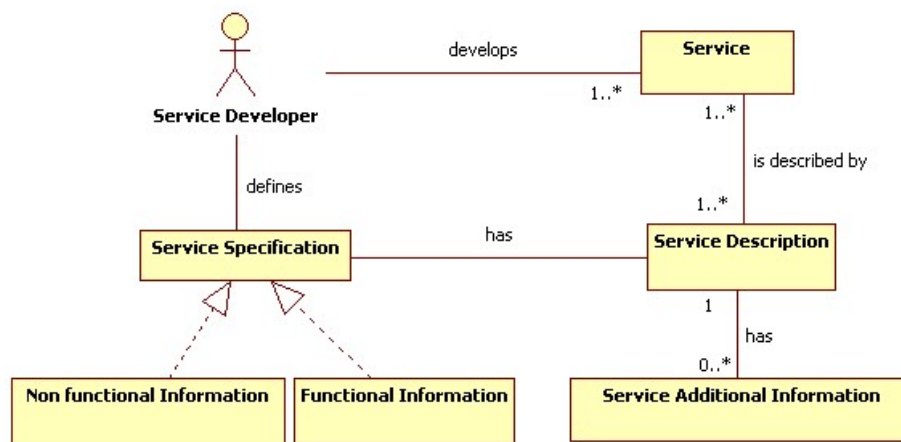 develops
Service
1..*
Service Developer
1..*
is described by
defines
1..*
Service Specification
has
Service Description
1
has
0..*
Non functional Information
Functional Information
Service Additional Information